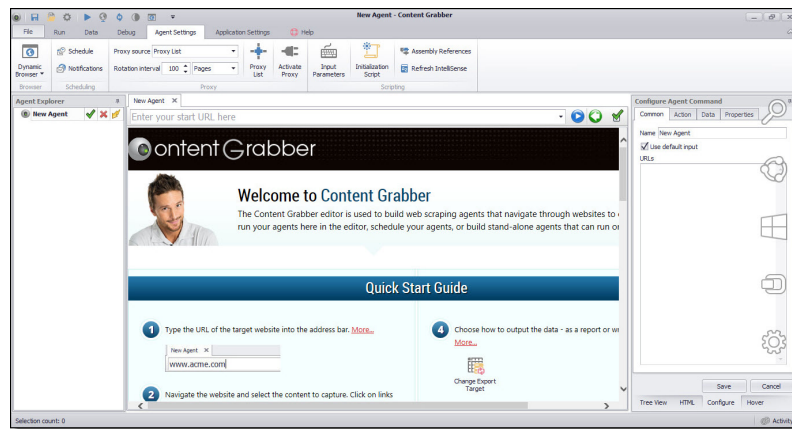 New Agent - Content Grabber
File Run Data Debug Agent Settings Application Settings Help
Dynamic Browser
Browser
Schedule
Notifications
Scheduling
Proxy source Proxy List
Rotation interval 100 Pages
Proxy List
Activate Proxy
Proxy
Input Parameters
Initialization Script
Assembly References
Refresh IntelliSense
Scripting
Agent Explorer
New Agent
New Agent
Enter your start URL here
ontent Grabber
Welcome to Content Grabber
The Content Grabber editor is used to build web scraping agents that navigate through websites to
run your agents here in the editor, schedule your agents, or build stand-alone agents that can run
Quick Start Guide
1 Type the URL of the target website into the address bar. More...
New Agent
www.acme.com
2 Navigate the website and select the content to capture. Click on links
4 Choose how to output the data - as a report or
More...
Change Export
Target
Configure Agent Command
Common Action Data Properties
Name New Agent
Use default input
URLs
Save Cancel
Tree View HTML Configure Hover
Selection count: 0
Activity